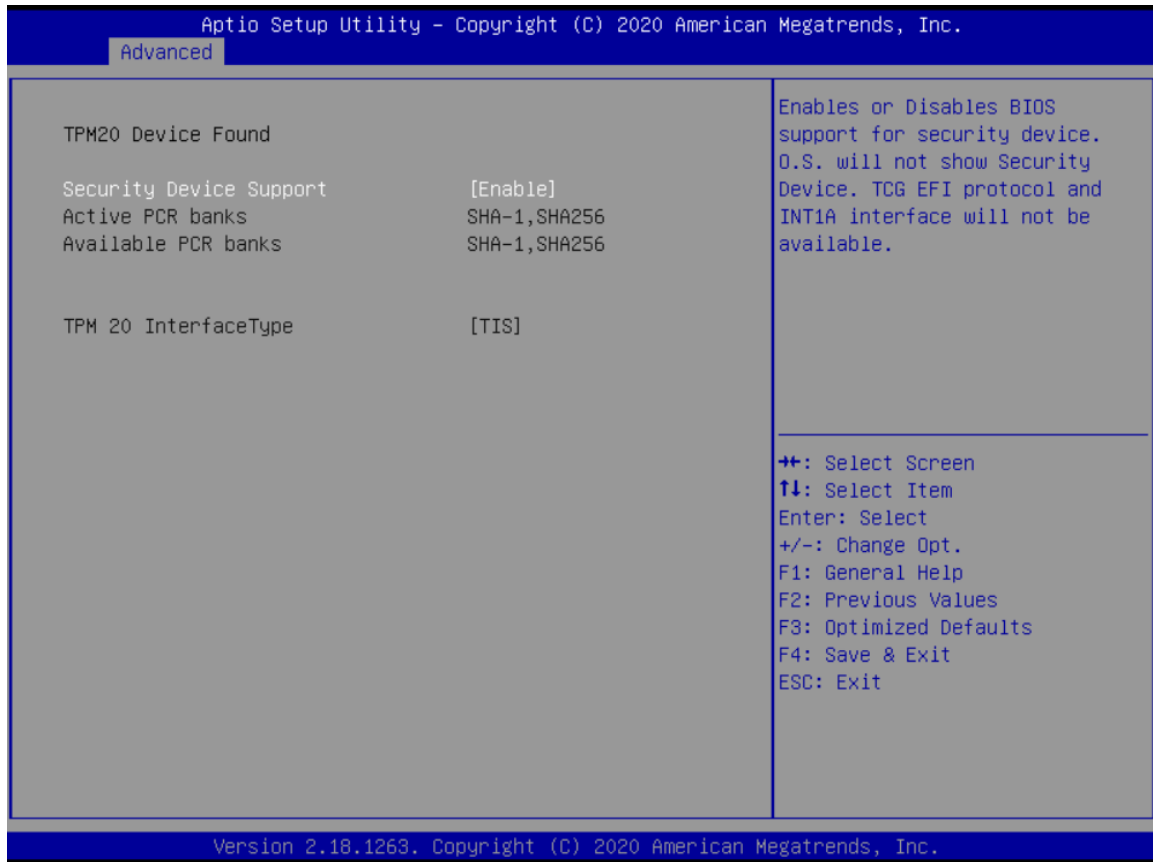 Aptio Setup Utility – Copyright (C) 2020 American Megatrends, Inc.
Advanced
TPM20 Device Found
Security Device Support [Enable]
Active PCR banks SHA-1,SHA256
Available PCR banks SHA-1,SHA256
TPM 20 InterfaceType [TIS]
Enables or Disables BIOS
support for security device.
O.S. will not show Security
Device. TCG EFI protocol and
INT1A interface will not be
available.
→←: Select Screen
↑↓: Select Item
Enter: Select
+/-: Change Opt.
F1: General Help
F2: Previous Values
F3: Optimized Defaults
F4: Save & Exit
ESC: Exit
Version 2.18.1263. Copyright (C) 2020 American Megatrends, Inc.